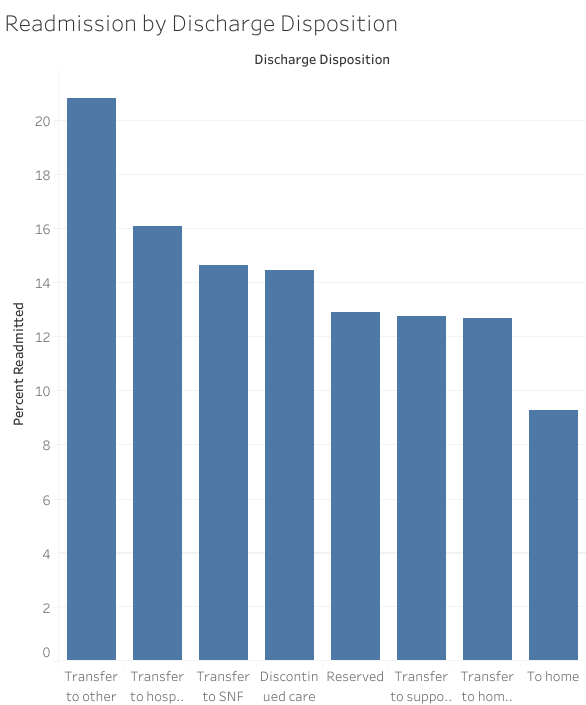 Readmission by Discharge Disposition
Discharge Disposition
Percent Readmitted
20
18
16
14
12
10
8
6
4
2
0
Transfer
to other
Transfer
to hosp..
Transfer
to SNF
Discontin
ued care
Reserved
Transfer
to suppo..
Transfer
to hom..
To home